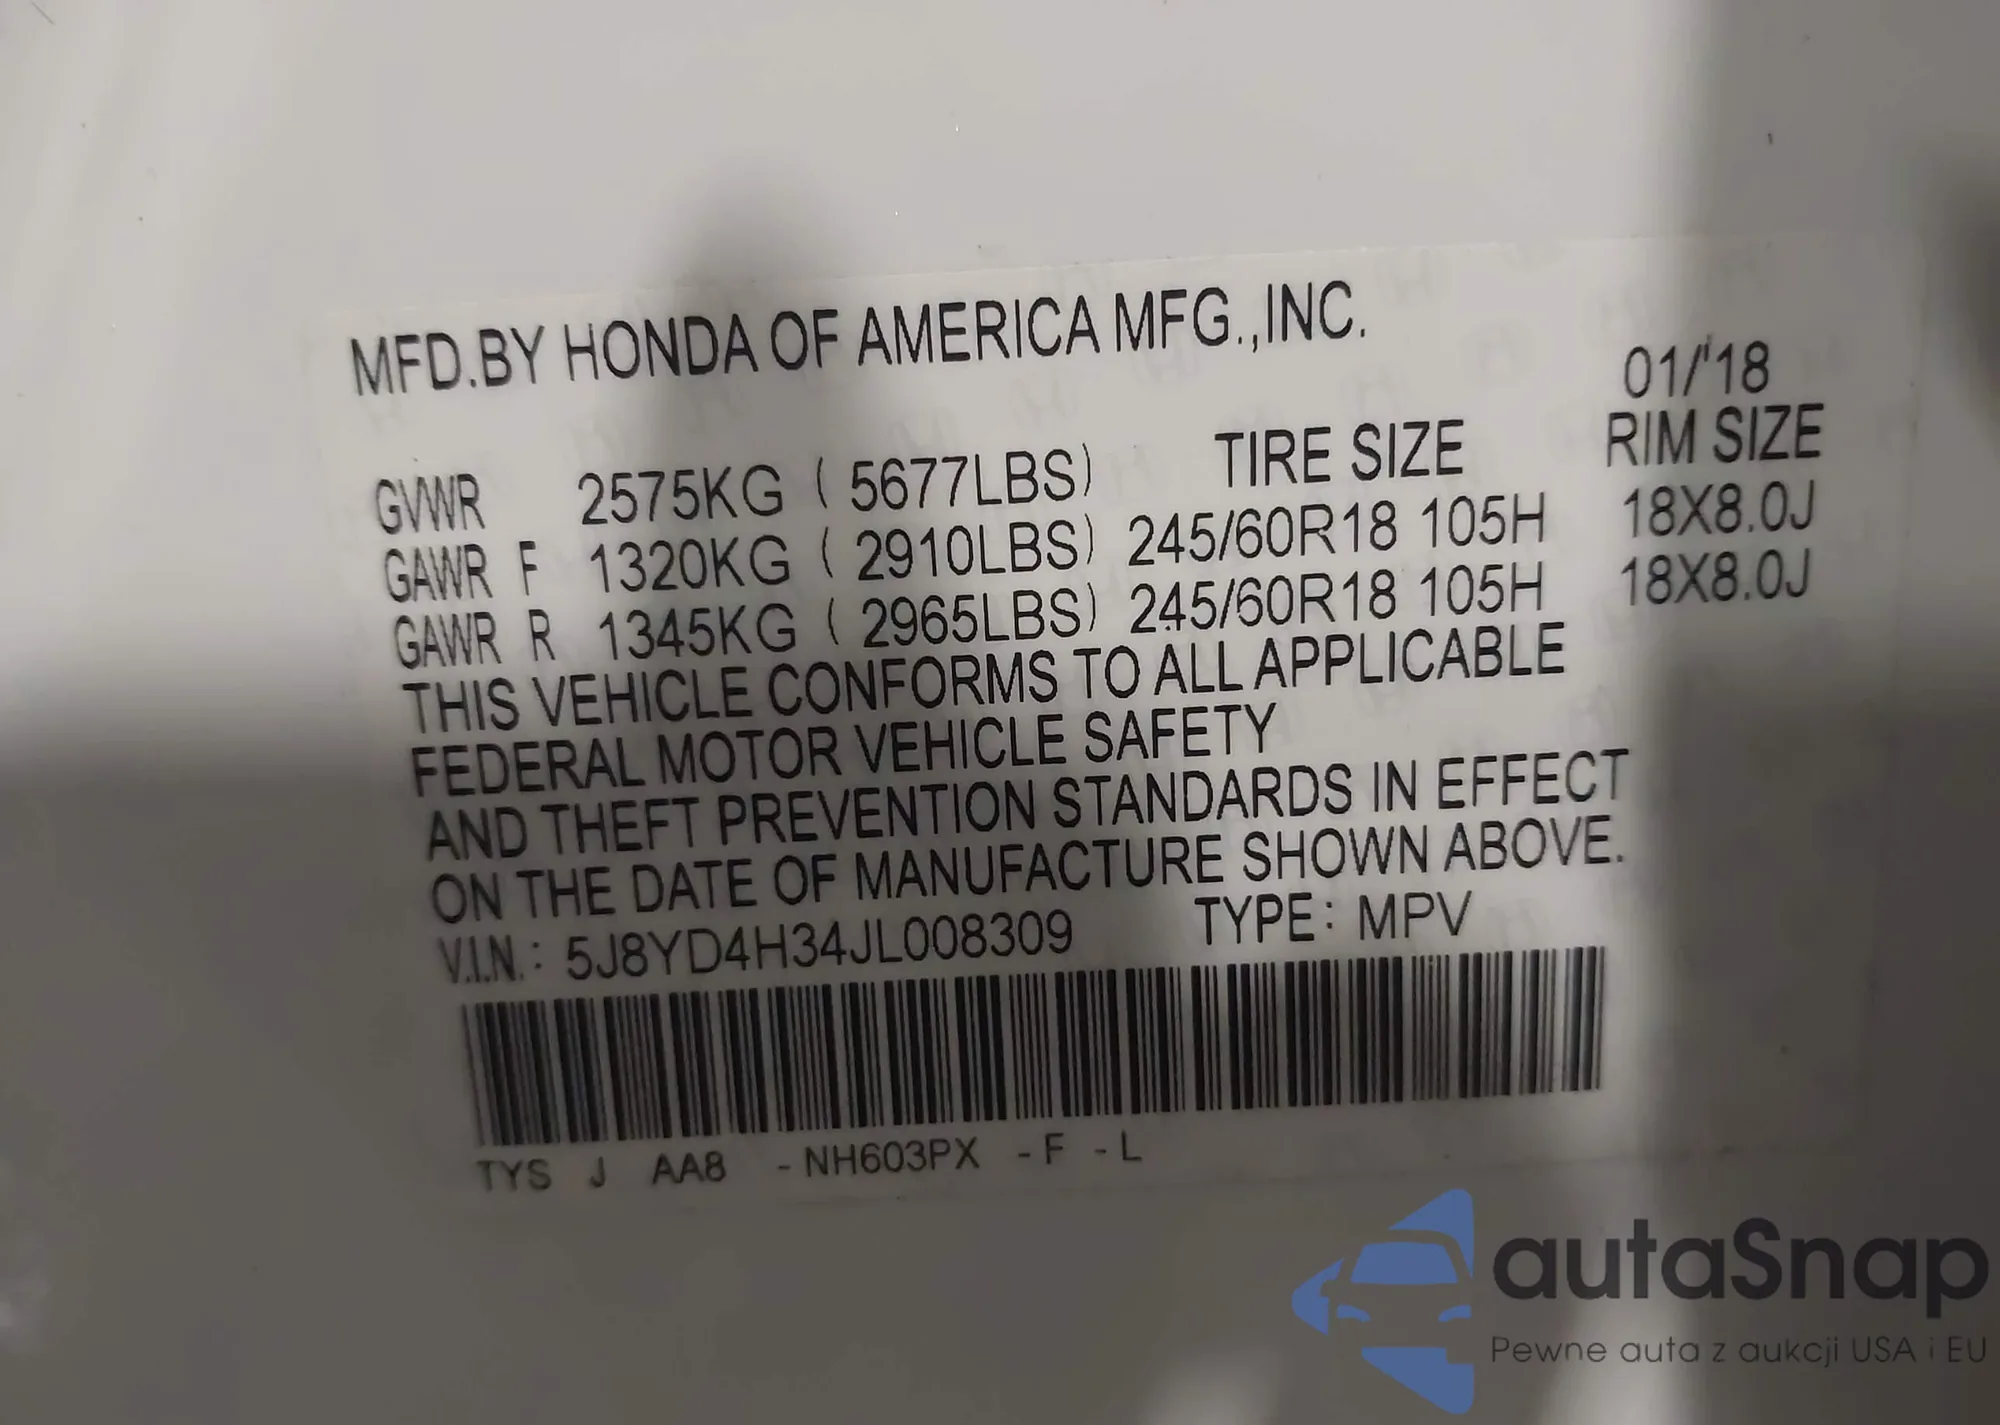 MFD.BY HONDA OF AMERICA MFG.,INC.
01/'18
GVWR 2575KG ( 5677LBS) TIRE SIZE RIM SIZE
GAWR F 1320KG ( 2910LBS) 245/60R18 105H 18X8.0J
GAWR R 1345KG ( 2965LBS) 245/60R18 105H 18X8.0J
THIS VEHICLE CONFORMS TO ALL APPLICABLE
FEDERAL MOTOR VEHICLE SAFETY
AND THEFT PREVENTION STANDARDS IN EFFECT
ON THE DATE OF MANUFACTURE SHOWN ABOVE.
V.I.N.: 5J8YD4H34JL008309 TYPE: MPV
TYS J AA8 -NH603PX -F -L
autaSnap
Pewne auta z aukcji USA i EU